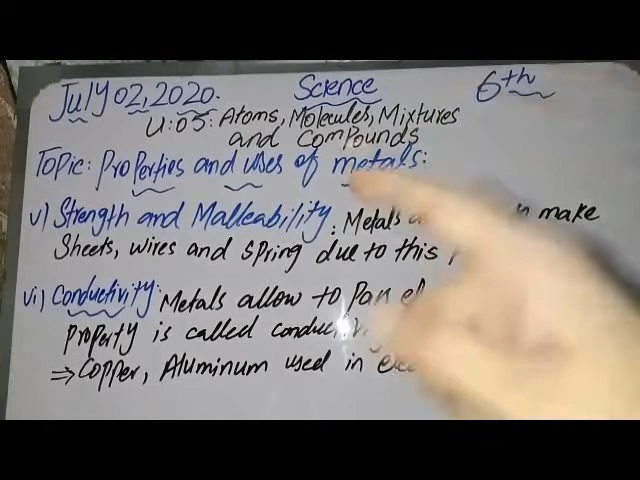 July 02, 2020. Science 6th
U:05: Atoms, Molecules, Mixtures
and Compounds
Topic: Properties and uses of metals:
v) Strength and Malleability: Metals make
Sheets, wires and spring due to this
vi) Conductivity: Metals allow to pass
property is called
⇒ Copper, Aluminum used in